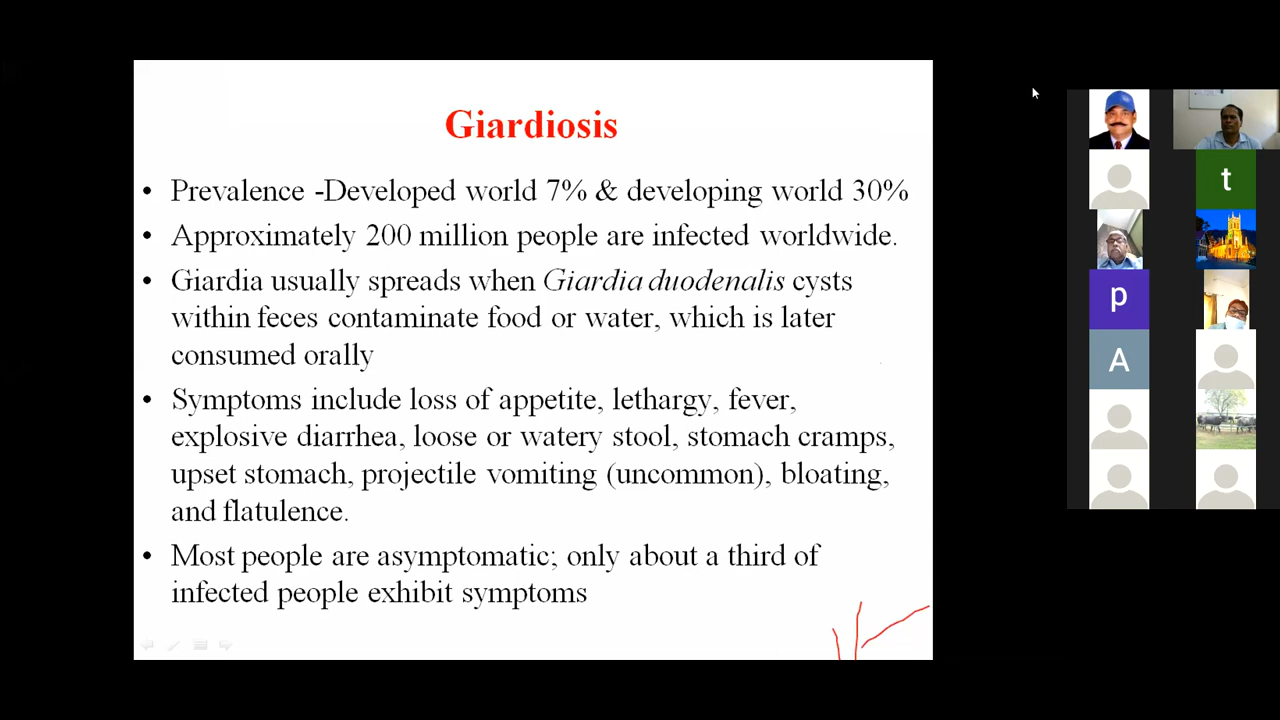 Giardiosis
• Prevalence -Developed world 7% & developing world 30%
• Approximately 200 million people are infected worldwide.
• Giardia usually spreads when Giardia duodenalis cysts
within feces contaminate food or water, which is later
consumed orally
• Symptoms include loss of appetite, lethargy, fever,
explosive diarrhea, loose or watery stool, stomach cramps,
upset stomach, projectile vomiting (uncommon), bloating,
and flatulence.
• Most people are asymptomatic; only about a third of
infected people exhibit symptoms
t
p
A